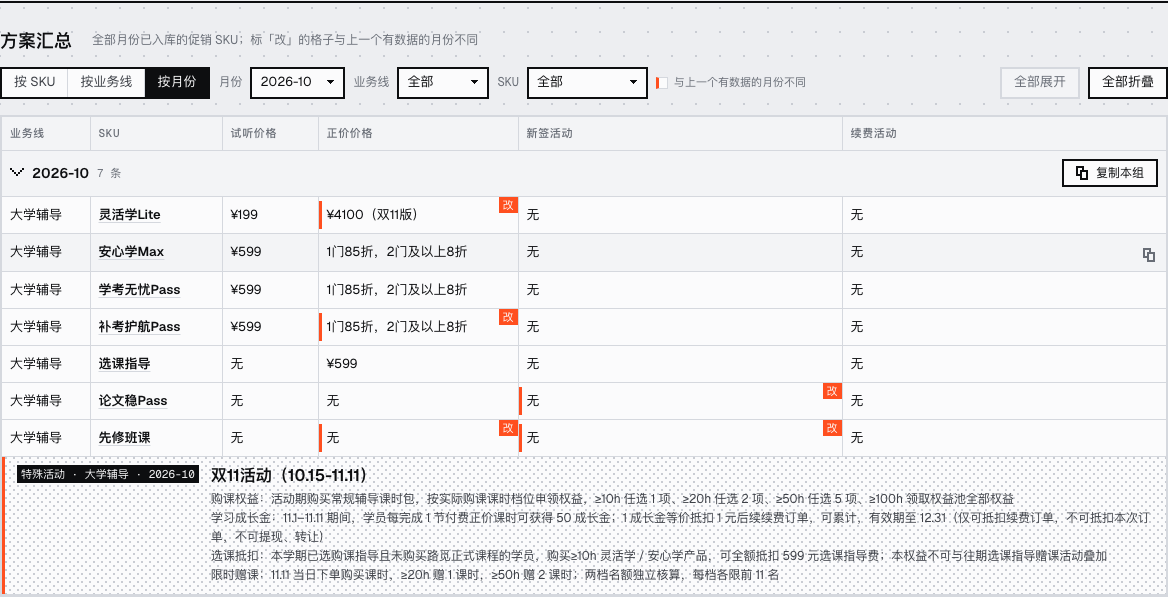 方案汇总 全部月份已入库的促销 SKU；标「改」的格子与上一个有数据的月份不同
按 SKU 按业务线 按月份 月份 2026-10 业务线 全部 SKU 全部 与上一个有数据的月份不同 全部展开 全部折叠
业务线 SKU 试听价格 正价价格 新签活动 续费活动
2026-10 7 条 复制本组
大学辅导 灵活学Lite ¥199 ¥4100（双11版） 改 无 无
大学辅导 安心学Max ¥599 1门85折，2门及以上8折 无 无
大学辅导 学考无忧Pass ¥599 1门85折，2门及以上8折 无 无
大学辅导 补考护航Pass ¥599 1门85折，2门及以上8折 改 无 无
大学辅导 选课指导 无 ¥599 无 无
大学辅导 论文稳Pass 无 无 无 改 无
大学辅导 先修班课 无 无 改 无 改 无
特殊活动 · 大学辅导 · 2026-10 双11活动（10.15-11.11）
购课权益：活动期购买常规辅导课时包，按实际购课课时档位申领权益，≥10h 任选 1 项、≥20h 任选 2 项、≥50h 任选 5 项、≥100h 领取权益池全部权益
学习成长金：11.1–11.11 期间，学员每完成 1 节付费正价课时可获得 50 成长金；1 成长金等价抵扣 1 元后续续费订单，可累计，有效期至 12.31（仅可抵扣续费订单，不可抵扣本次订
单，不可提现、转让）
选课抵扣：本学期已选购课指导且未购买路觅正式课程的学员，购买≥10h 灵活学 / 安心学产品，可全额抵扣 599 元选课指导费；本权益不可与往期选课指导赠课活动叠加
限时赠课：11.11 当日下单购买课时，≥20h 赠 1 课时，≥50h 赠 2 课时；两档名额独立核算，每档各限前 11 名